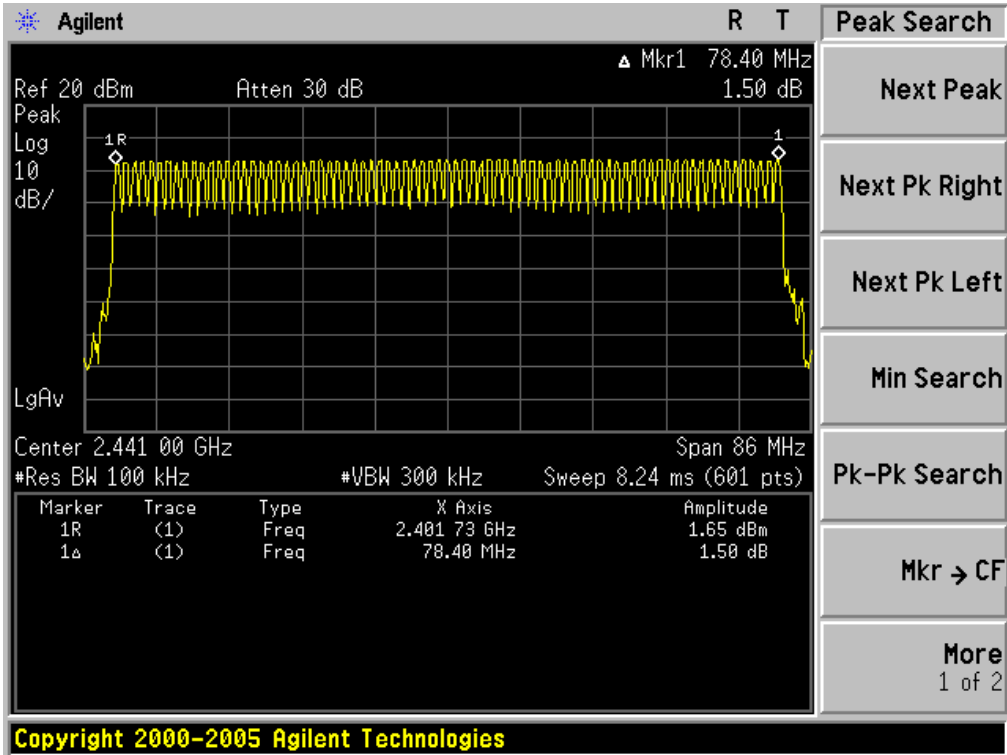 Agilent R T Peak Search
Δ Mkr1 78.40 MHz
Ref 20 dBm Atten 30 dB 1.50 dB
Peak
Log
10
dB/
1R
1
LgAv
Center 2.441 00 GHz Span 86 MHz
#Res BW 100 kHz #VBW 300 kHz Sweep 8.24 ms (601 pts)
Marker Trace Type X Axis Amplitude
1R (1) Freq 2.401 73 GHz 1.65 dBm
1Δ (1) Freq 78.40 MHz 1.50 dB
Next Peak
Next Pk Right
Next Pk Left
Min Search
Pk-Pk Search
Mkr → CF
More
1 of 2
Copyright 2000-2005 Agilent Technologies